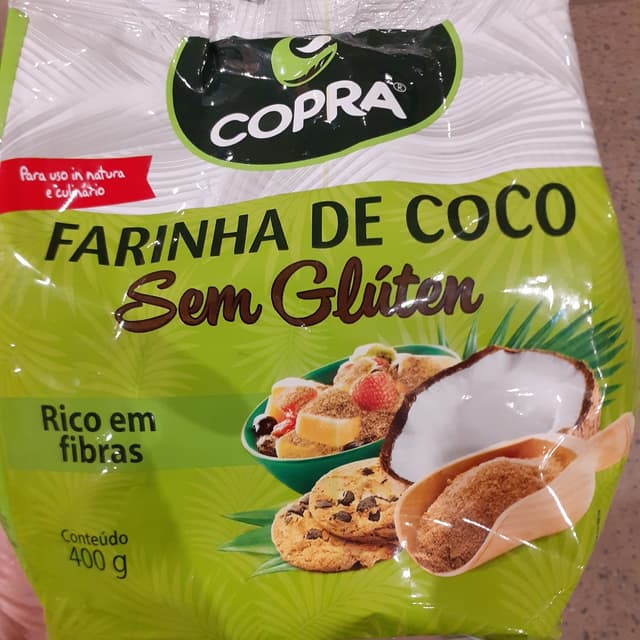 COPRA®
Para uso in natura
e culinário
FARINHA DE COCO
Sem Glúten
Rico em
fibras
Conteúdo
400 g